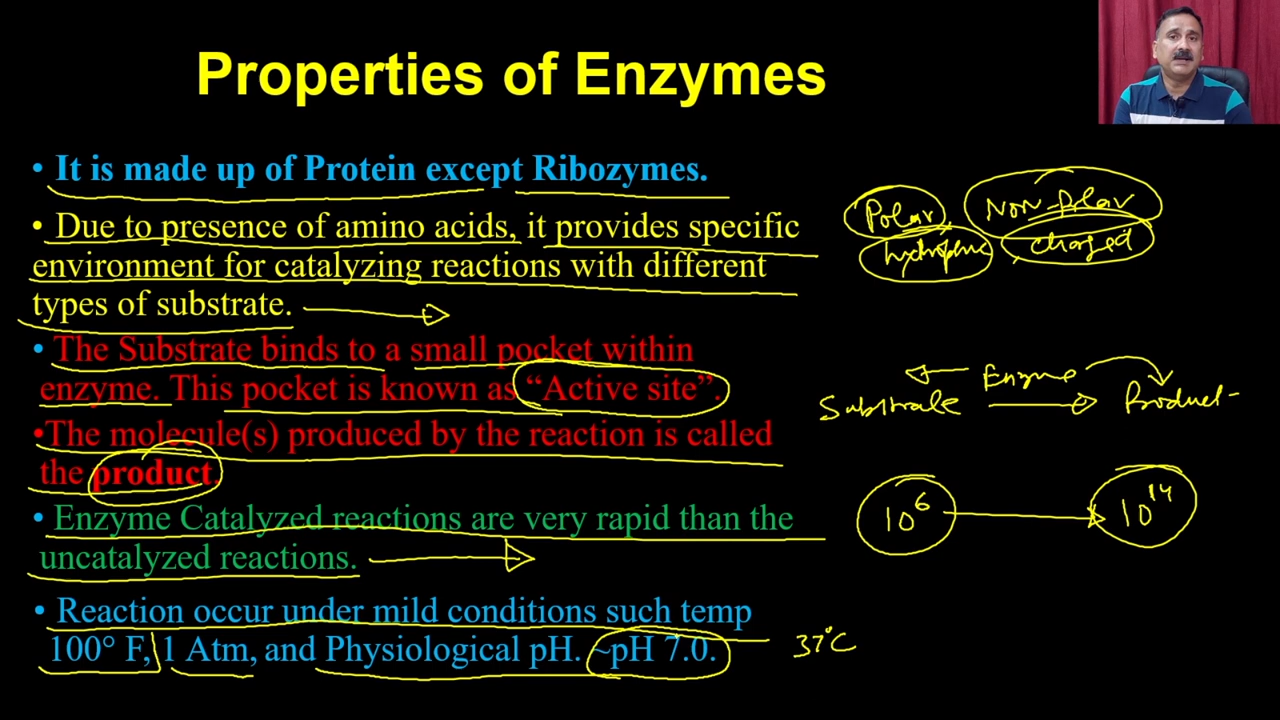 Properties of Enzymes
• It is made up of Protein except Ribozymes.
• Due to presence of amino acids, it provides specific
environment for catalyzing reactions with different
types of substrate.
• The Substrate binds to a small pocket within
enzyme. This pocket is known as “Active site”.
•The molecule(s) produced by the reaction is called
the product.
• Enzyme Catalyzed reactions are very rapid than the
uncatalyzed reactions.
• Reaction occur under mild conditions such temp
100° F, 1 Atm, and Physiological pH. ~pH 7.0.
Polar, Non-polar
charged
Enzyme
Substrate Product
10^6 10^14
37°C